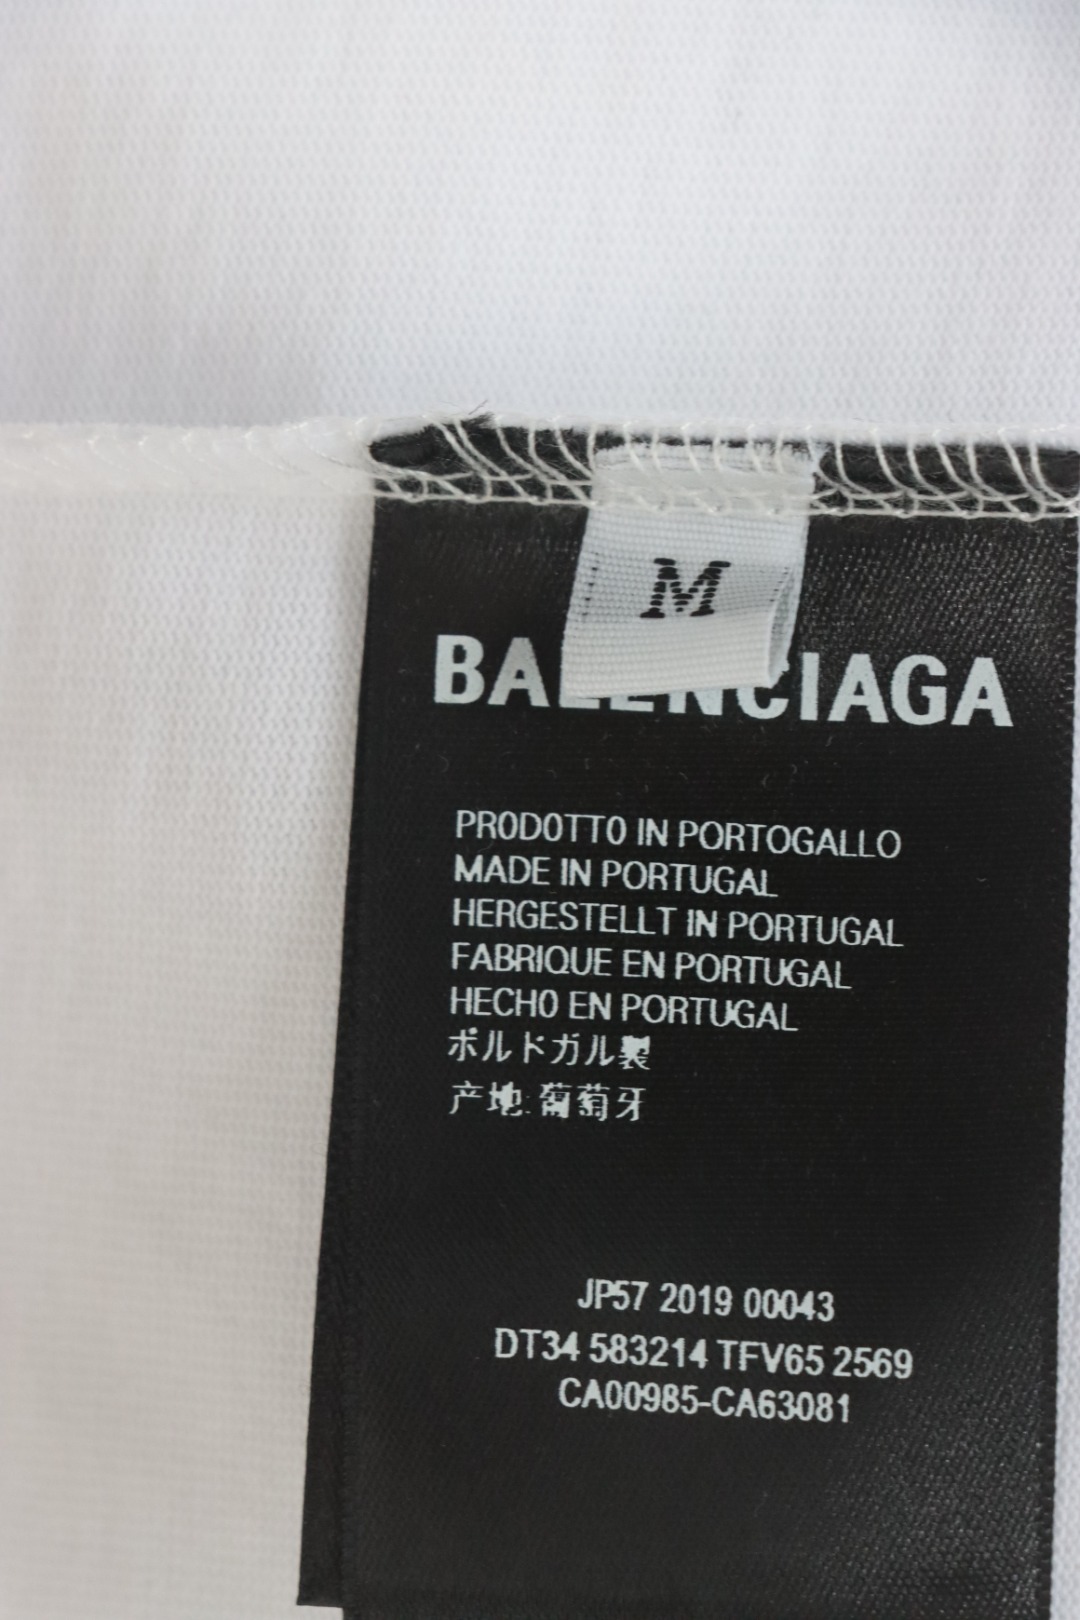 M
BALENCIAGA
PRODOTTO IN PORTOGALLO
MADE IN PORTUGAL
HERGESTELLT IN PORTUGAL
FABRIQUE EN PORTUGAL
HECHO EN PORTUGAL
ポルドガル製
产地: 葡萄牙
JP57 2019 00043
DT34 583214 TFV65 2569
CA00985-CA63081